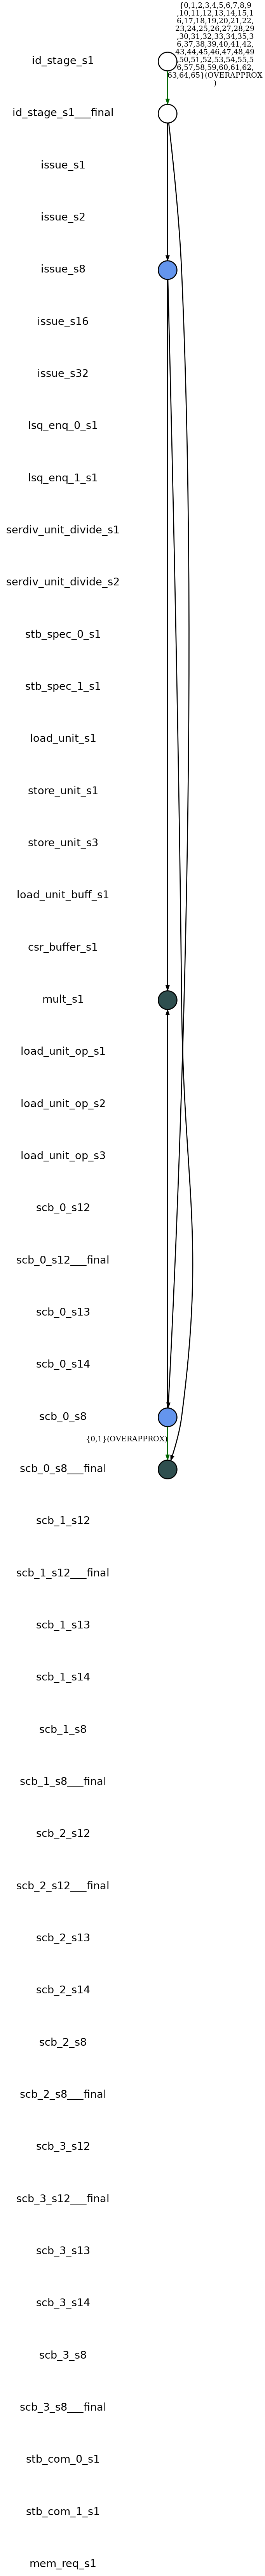 {0,1,2,3,4,5,6,7,8,9
,10,11,12,13,14,15,1
6,17,18,19,20,21,22,
23,24,25,26,27,28,29
,30,31,32,33,34,35,3
6,37,38,39,40,41,42,
43,44,45,46,47,48,49
,50,51,52,53,54,55,5
6,57,58,59,60,61,62,
63,64,65}(OVERAPPROX
)
id_stage_s1
id_stage_s1___final
issue_s1
issue_s2
issue_s8
issue_s16
issue_s32
lsq_enq_0_s1
lsq_enq_1_s1
serdiv_unit_divide_s1
serdiv_unit_divide_s2
stb_spec_0_s1
stb_spec_1_s1
load_unit_s1
store_unit_s1
store_unit_s3
load_unit_buff_s1
csr_buffer_s1
mult_s1
load_unit_op_s1
load_unit_op_s2
load_unit_op_s3
scb_0_s12
scb_0_s12___final
scb_0_s13
scb_0_s14
scb_0_s8
{0,1}(OVERAPPROX)
scb_0_s8___final
scb_1_s12
scb_1_s12___final
scb_1_s13
scb_1_s14
scb_1_s8
scb_1_s8___final
scb_2_s12
scb_2_s12___final
scb_2_s13
scb_2_s14
scb_2_s8
scb_2_s8___final
scb_3_s12
scb_3_s12___final
scb_3_s13
scb_3_s14
scb_3_s8
scb_3_s8___final
stb_com_0_s1
stb_com_1_s1
mem_req_s1